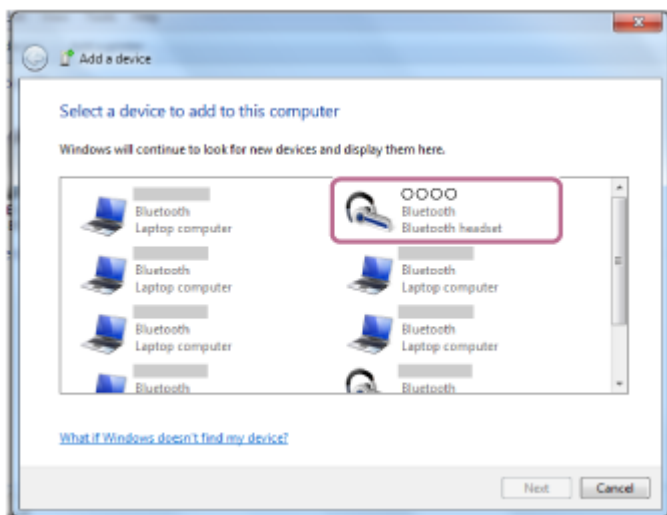 Add a device
Select a device to add to this computer
Windows will continue to look for new devices and display them here.
Bluetooth
Laptop computer
OOOO
Bluetooth
Bluetooth headset
Bluetooth
Laptop computer
Bluetooth
Laptop computer
Bluetooth
Laptop computer
Bluetooth
Laptop computer
Bluetooth
Bluetooth
What if Windows doesn't find my device?
Next
Cancel